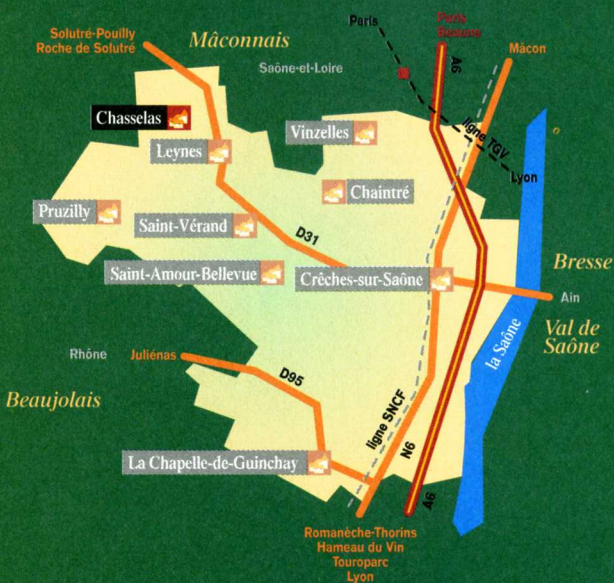 Paris
Paris
Beaune
Solutré-Pouilly
Roche de Solutré
Mâconnais
Mâcon
Saône-et-Loire
A6
Chasselas
Vinzelles
ligne TGV
Leynes
Lyon
Chaintré
Pruzilly
Saint-Vérand
D31
Bresse
Saint-Amour-Bellevue
Crêches-sur-Saône
Ain
Val de
Saône
la Saône
Rhône
Juliénas
D95
Beaujolais
ligne SNCF
N6
La Chapelle-de-Guinchay
A6
Romanèche-Thorins
Hameau du Vin
Touroparc
Lyon